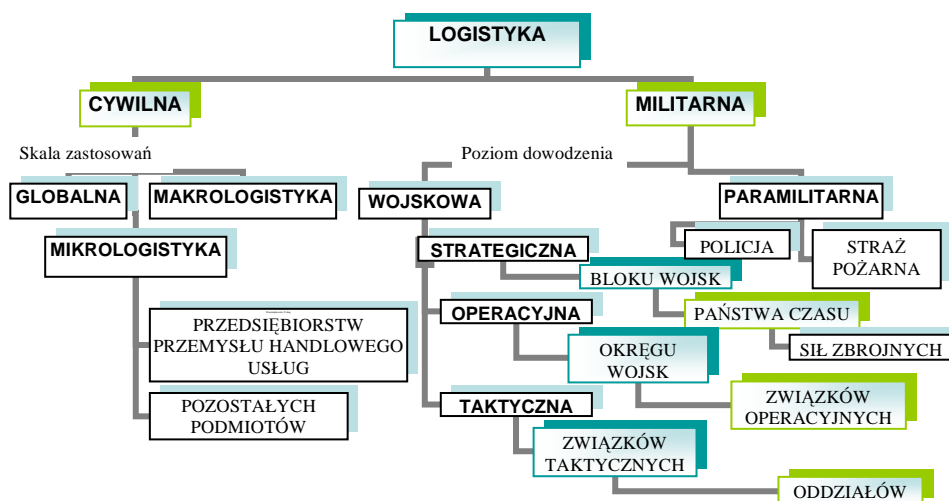 LOGISTYKA
CYWILNA
MILITARNA
Skala zastosowań
Poziom dowodzenia
GLOBALNA
MAKROLOGISTYKA
WOJSKOWA
PARAMILITARNA
MIKROLOGISTYKA
STRATEGICZNA
POLICJA
STRAŻ
POŻARNA
BLOKU WOJSK
OPERACYJNA
PAŃSTWA CZASU
PRZEDSIĘBIORSTW
PRZEMYSŁU HANDLOWEGO
USŁUG
OKRĘGU
WOJSK
SIŁ ZBROJNYCH
TAKTYCZNA
ZWIĄZKÓW
OPERACYJNYCH
POZOSTAŁYCH
PODMIOTÓW
ZWIĄZKÓW
TAKTYCZNYCH
ODDZIAŁÓW